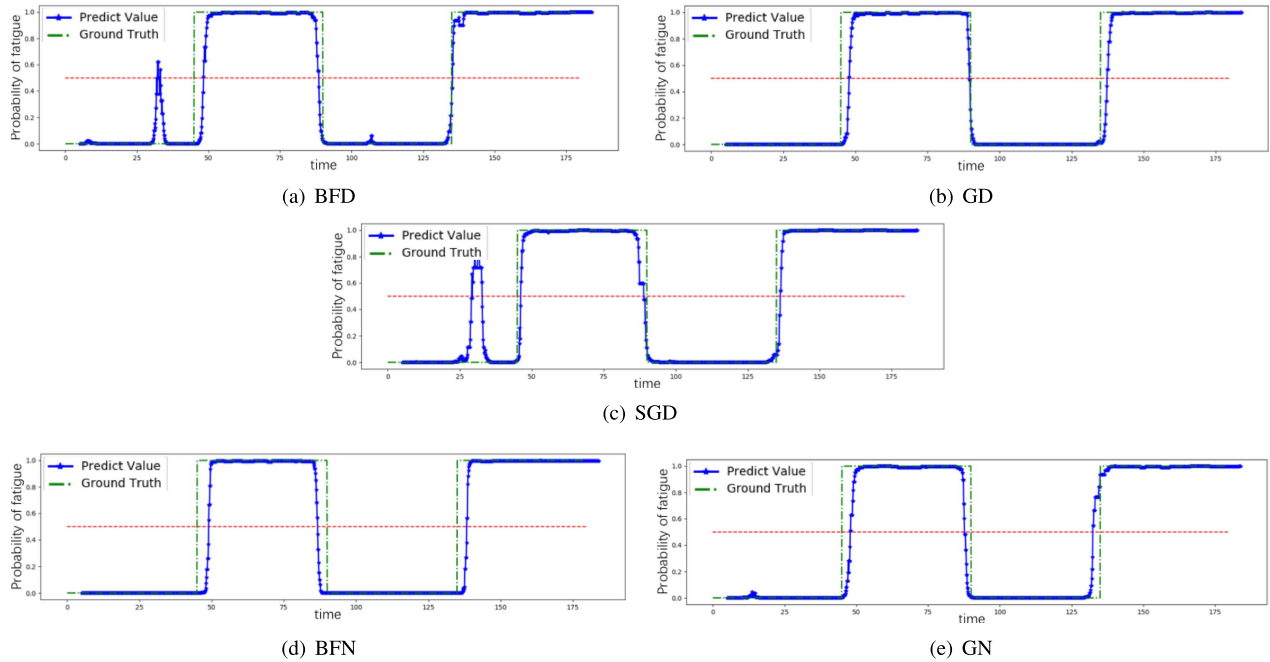 Probability of fatigue
Predict Value
Ground Truth
1.0
0.8
0.6
0.4
0.2
0.0
0 25 50 75 100 125 150 175
time
(a) BFD
Probability of fatigue
Predict Value
Ground Truth
1.0
0.8
0.6
0.4
0.2
0.0
0 25 50 75 100 125 150 175
time
(b) GD
Probability of fatigue
Predict Value
Ground Truth
1.0
0.8
0.6
0.4
0.2
0.0
0 25 50 75 100 125 150 175
time
(c) SGD
Probability of fatigue
Predict Value
Ground Truth
1.0
0.8
0.6
0.4
0.2
0.0
0 25 50 75 100 125 150 175
time
(d) BFN
Probability of fatigue
Predict Value
Ground Truth
1.0
0.8
0.6
0.4
0.2
0.0
0 25 50 75 100 125 150 175
time
(e) GN